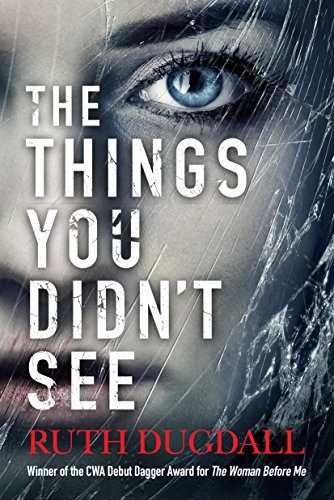 THE
THINGS
YOU
DIDN'T
SEE
RUTH DUGDALL
Winner of the CWA Debut Dagger Award for The Woman Before Me